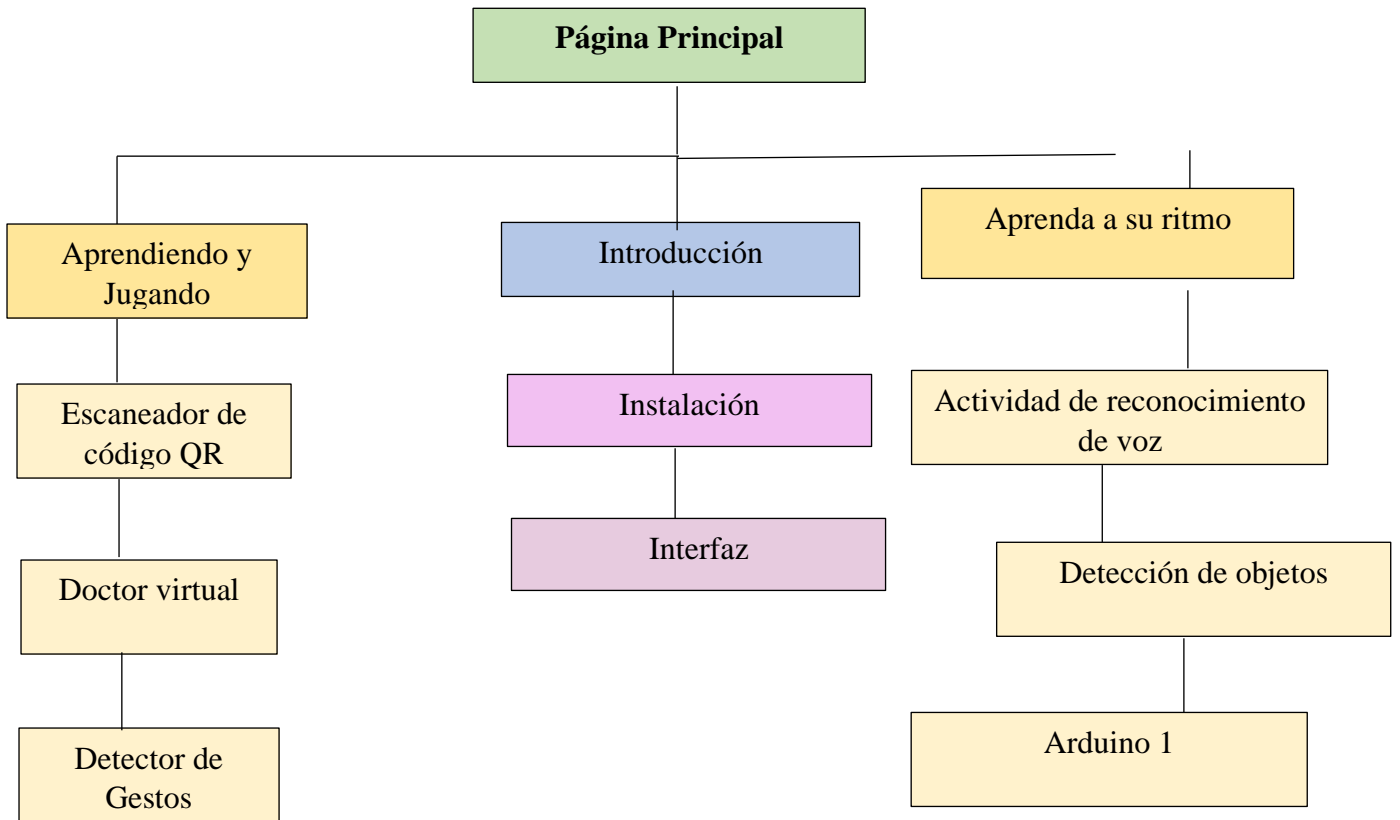 Página Principal
Aprendiendo y
Jugando
Escaneador de
código QR
Doctor virtual
Detector de
Gestos
Introducción
Instalación
Interfaz
Aprenda a su ritmo
Actividad de reconocimiento
de voz
Detección de objetos
Arduino 1